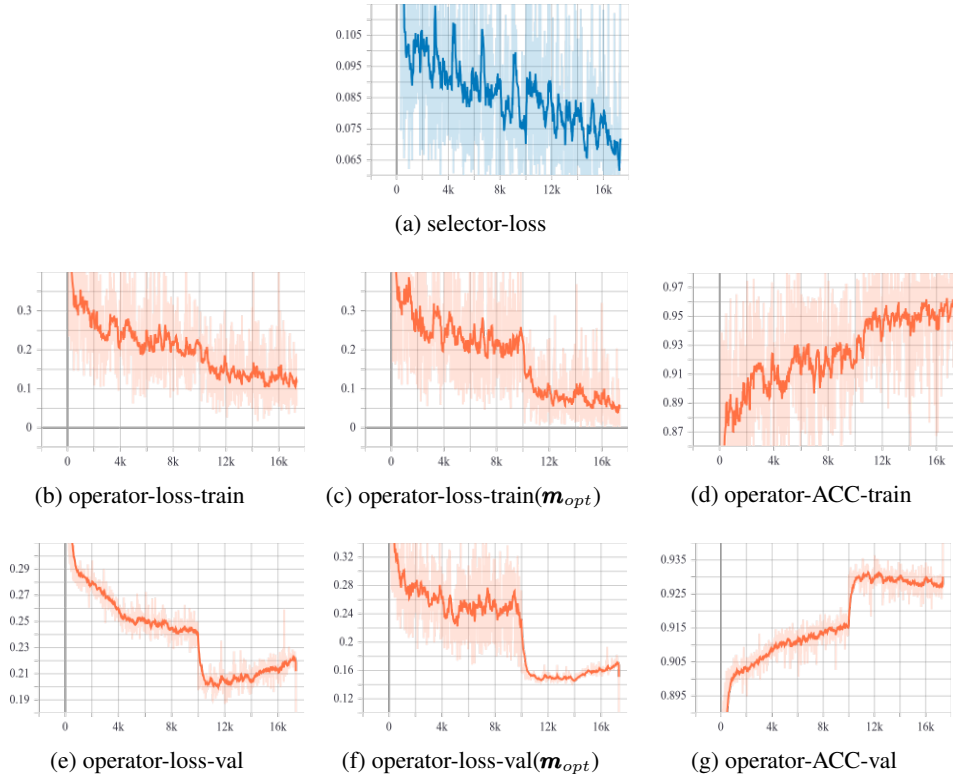 0.105
0.095
0.085
0.075
0.065
0 4k 8k 12k 16k
(a) selector-loss
0.3
0.2
0.1
0
0 4k 8k 12k 16k
(b) operator-loss-train
0.3
0.2
0.1
0
0 4k 8k 12k 16k
(c) operator-loss-train(m_opt)
0.97
0.95
0.93
0.91
0.89
0.87
0 4k 8k 12k 16k
(d) operator-ACC-train
0.29
0.27
0.25
0.23
0.21
0.19
0 4k 8k 12k 16k
(e) operator-loss-val
0.32
0.28
0.24
0.2
0.16
0.12
0 4k 8k 12k 16k
(f) operator-loss-val(m_opt)
0.935
0.925
0.915
0.905
0.895
0 4k 8k 12k 16k
(g) operator-ACC-val